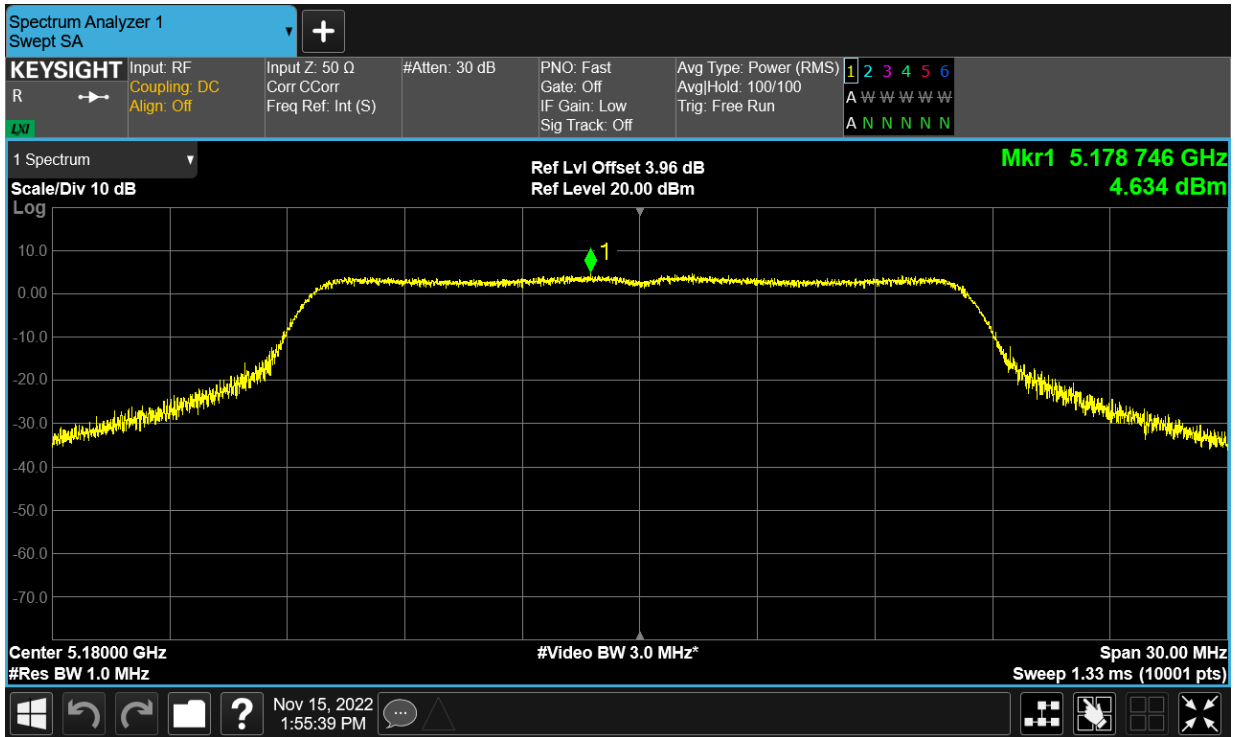 Spectrum Analyzer 1
Swept SA
▼
+
KEYSIGHT
R
LXI
Input: RF
Coupling: DC
Align: Off
Input Z: 50 Ω
Corr CCorr
Freq Ref: Int (S)
#Atten: 30 dB
PNO: Fast
Gate: Off
IF Gain: Low
Sig Track: Off
Avg Type: Power (RMS)
Avg|Hold: 100/100
Trig: Free Run
1 2 3 4 5 6
A W W W W W
A N N N N N
1 Spectrum ▼
Scale/Div 10 dB
Log
Ref Lvl Offset 3.96 dB
Ref Level 20.00 dBm
Mkr1 5.178 746 GHz
4.634 dBm
1
10.0
0.00
-10.0
-20.0
-30.0
-40.0
-50.0
-60.0
-70.0
Center 5.18000 GHz
#Res BW 1.0 MHz
#Video BW 3.0 MHz*
Span 30.00 MHz
Sweep 1.33 ms (10001 pts)
?
Nov 15, 2022
1:55:39 PM